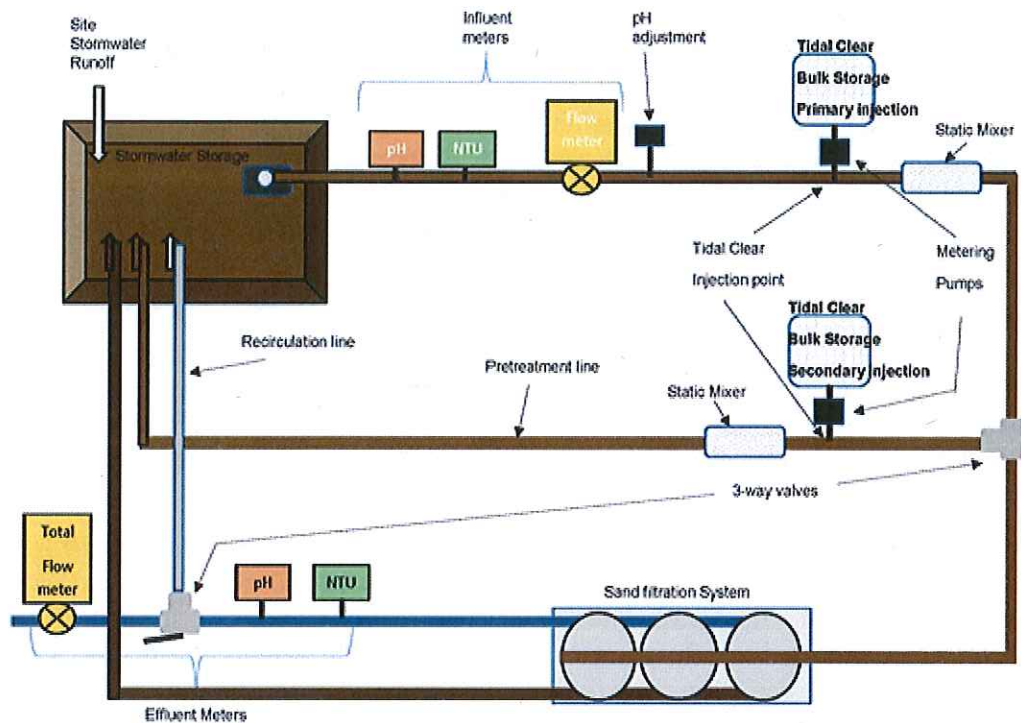 Site
Stormwater
Runoff
Influent
meters
pH
adjustment
Tidal Clear
Bulk Storage
Primary injection
Static Mixer
Stormwater Storage
pH
NTU
Flow
meter
Tidal Clear
Injection point
Metering
Pumps
Tidal Clear
Bulk Storage
Secondary injection
Recirculation line
Pretreatment line
Static Mixer
3-way valves
Total
Flow
meter
pH
NTU
Sand filtration System
Effluent Meters